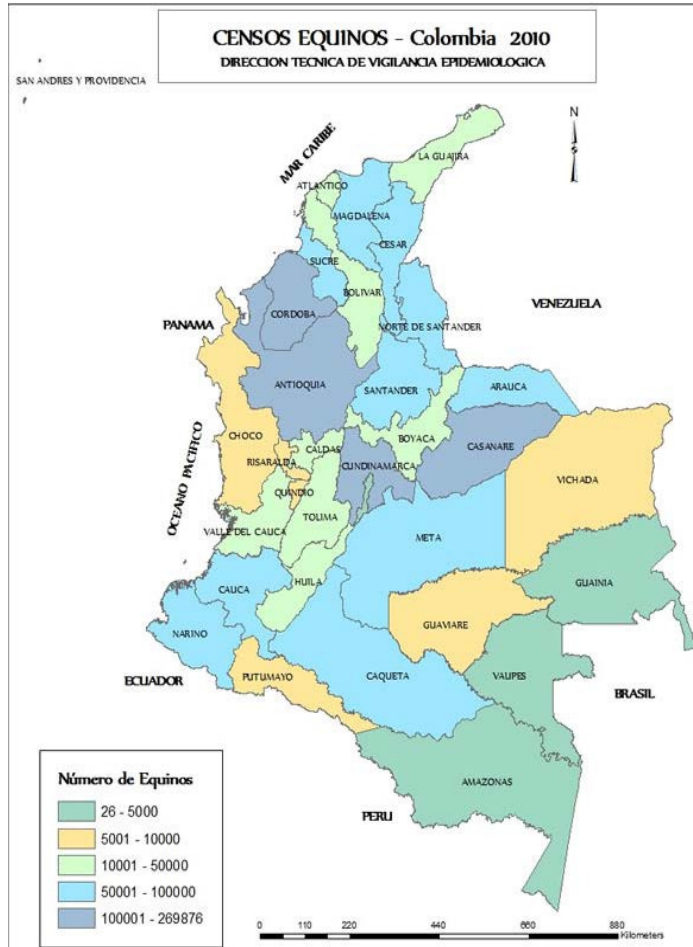 CENSOS EQUINOS - Colombia 2010
DIRECCION TECNICA DE VIGILANCIA EPIDEMIOLOGICA
SAN ANDRES Y PROVIDENCIA
N
MAR CARIBE
LA GUAJIRA
ATLANTICO
MAGDALENA
CESAR
SUCRE
BOLIVAR
VENEZUELA
CORDOBA
PANAMA
NORTE DE SANTANDER
ANTIOQUIA
SANTANDER
ARAUCA
CHOCO
BOYACA
CALDAS
CASANARE
RISARALDA
CUNDINAMARCA
VICHADA
OCEANO PACIFICO
QUINDIO
TOLIMA
VALLE DEL CAUCA
META
HUILA
GUAINIA
CAUCA
GUAVIARE
NARINO
ECUADOR
PUTUMAYO
CAQUETA
VAUPES
BRASIL
AMAZONAS
PERU
Número de Equinos
26 - 5000
5001 - 10000
10001 - 50000
50001 - 100000
100001 - 269876
0 110 220 440 660 880
Kilometers